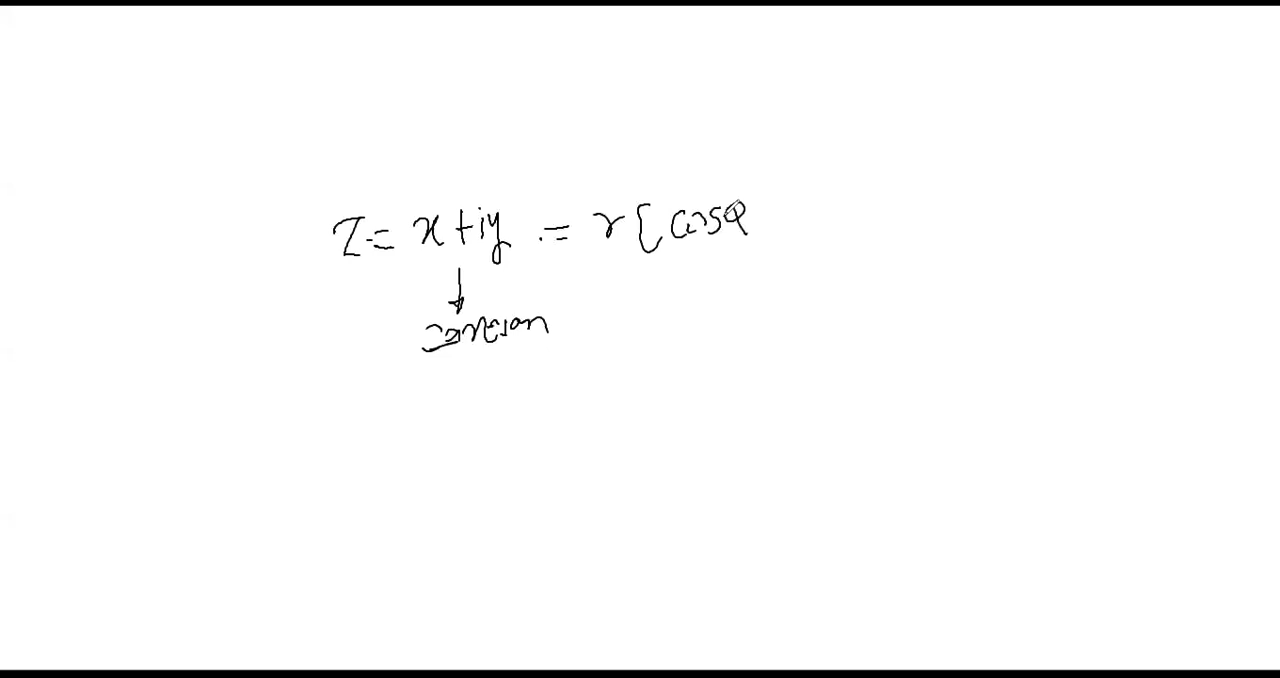 z = x + iy = r { cosθ
cartesian